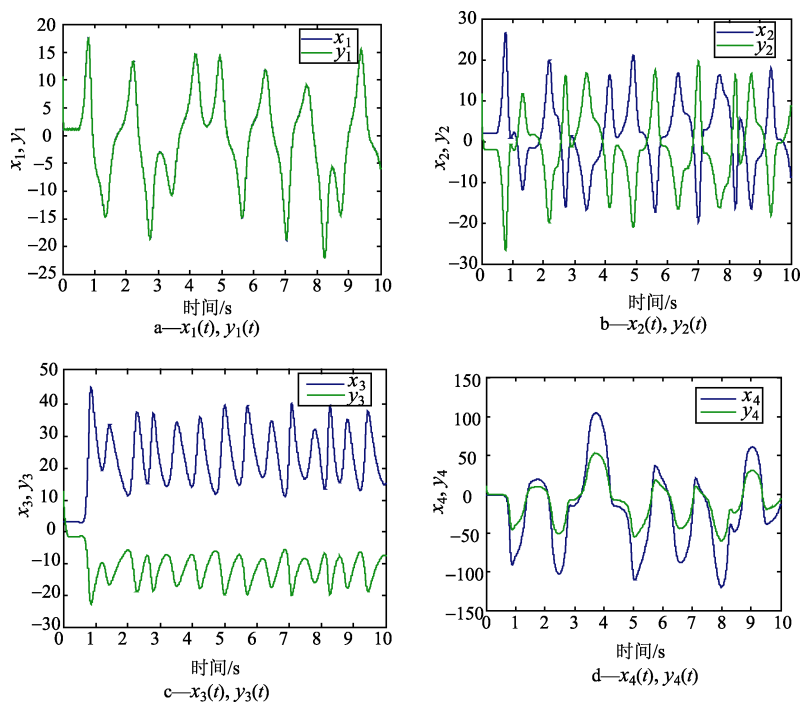 x₁
y₁
20
15
10
5
0
−5
−10
−15
−20
−25
x₁, y₁
0 1 2 3 4 5 6 7 8 9 10
时间/s
a—x₁(t), y₁(t)
x₂
y₂
30
20
10
0
−10
−20
−30
x₂, y₂
0 1 2 3 4 5 6 7 8 9 10
时间/s
b—x₂(t), y₂(t)
x₃
y₃
50
40
30
20
10
0
−10
−20
−30
x₃, y₃
0 1 2 3 4 5 6 7 8 9 10
时间/s
c—x₃(t), y₃(t)
x₄
y₄
150
100
50
0
−50
−100
−150
x₄, y₄
0 1 2 3 4 5 6 7 8 9 10
时间/s
d—x₄(t), y₄(t)